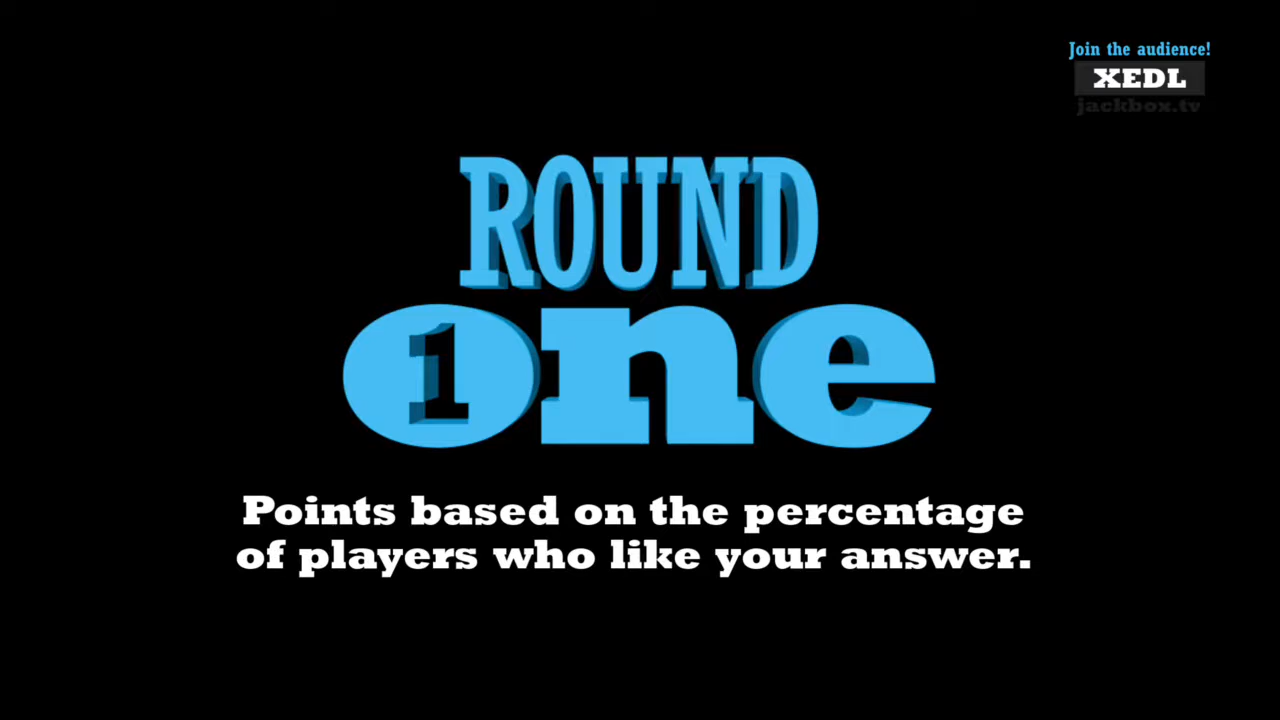 Join the audience!
XEDL
jackbox.tv
ROUND
One
1
Points based on the percentage
of players who like your answer.